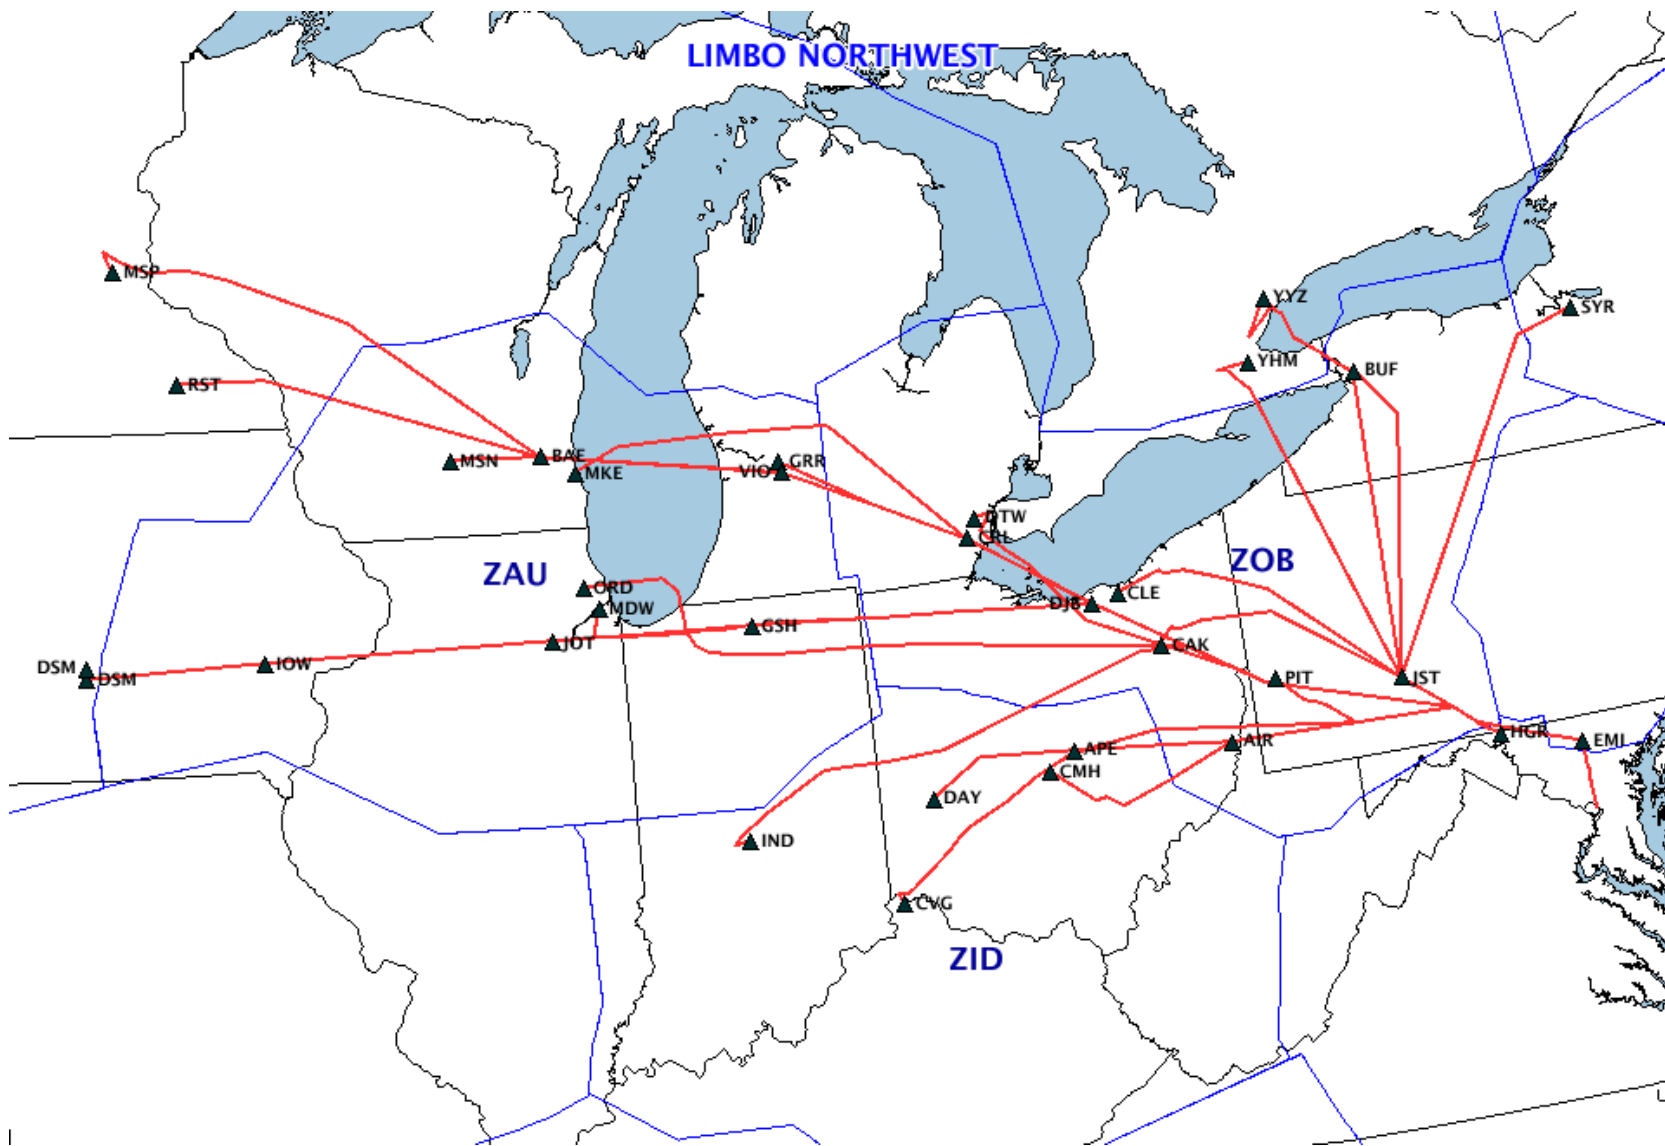 LIMBO NORTHWEST
MSP
YYZ
SYR
YHM
BUF
RST
MSN
BAE
MKE
VIO
GRR
DTW
CRL
ZAU
ZOB
ORD
MDW
DJB
CLE
GSH
JOT
CAK
DSM
DSM
IOW
PIT
JST
HGR
EMI
AIR
APE
CMH
DAY
IND
CVG
ZID